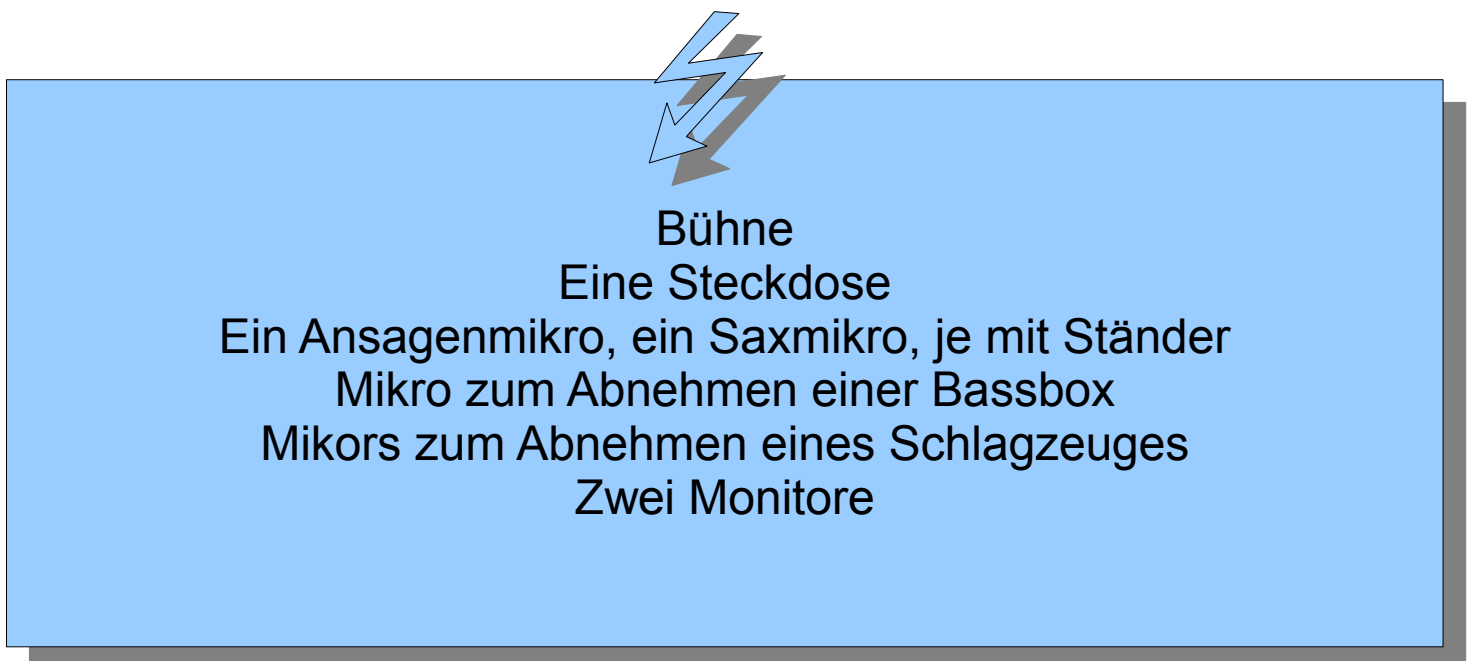 Bühne
Eine Steckdose
Ein Ansagenmikro, ein Saxmikro, je mit Ständer
Mikro zum Abnehmen einer Bassbox
Mikors zum Abnehmen eines Schlagzeuges
Zwei Monitore